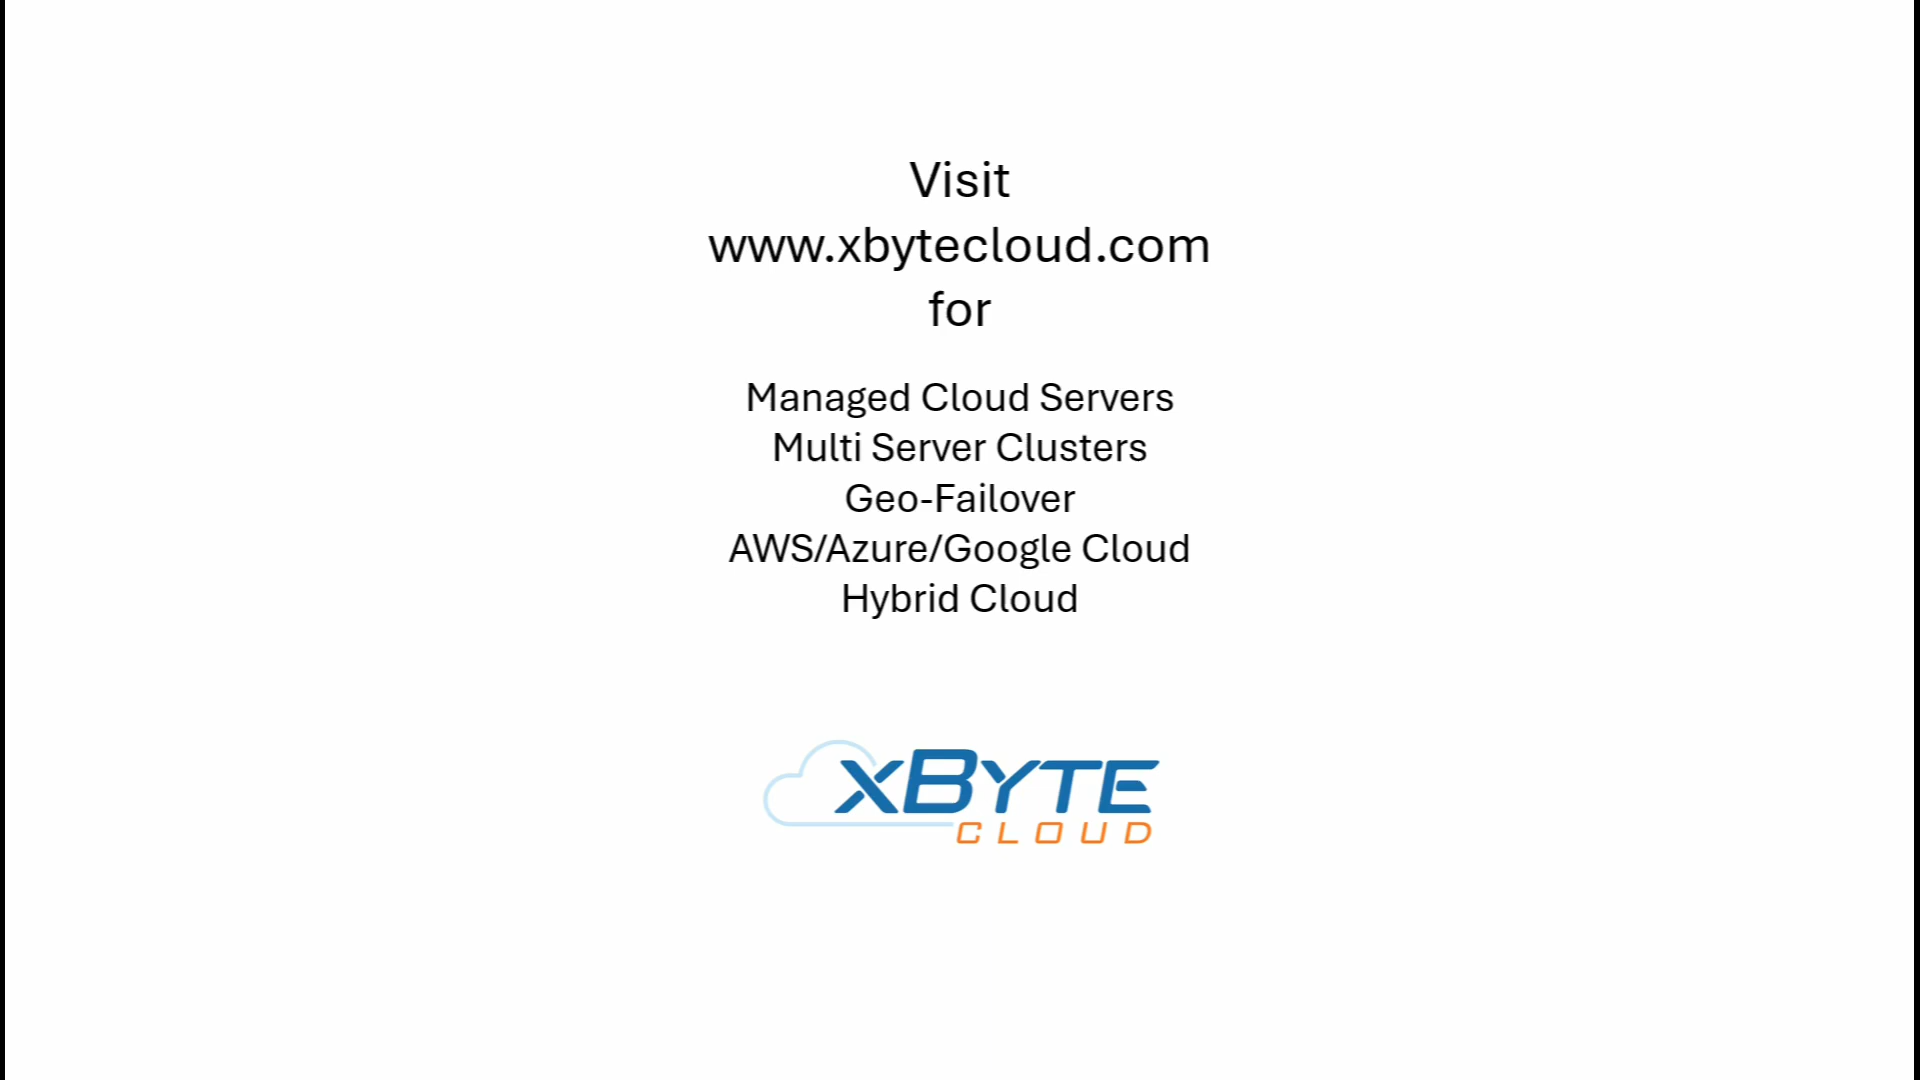 Visit
www.xbytecloud.com
for
Managed Cloud Servers
Multi Server Clusters
Geo-Failover
AWS/Azure/Google Cloud
Hybrid Cloud
xByte
CLOUD